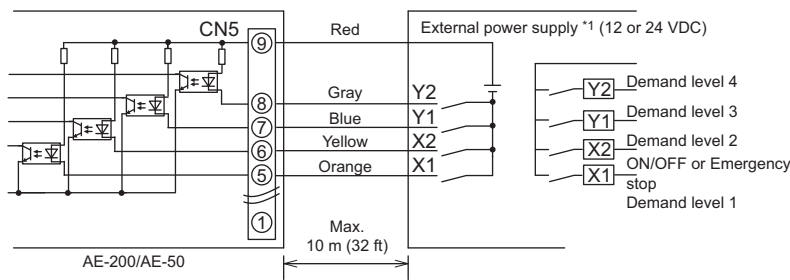 CN5
Red
External power supply *1 (12 or 24 VDC)
9
8
Gray
Y2
7
Blue
Y1
6
Yellow
X2
5
Orange
X1
1
Y2
Demand level 4
Y1
Demand level 3
X2
Demand level 2
X1
ON/OFF or Emergency
stop
Demand level 1
Max.
10 m (32 ft)
AE-200/AE-50